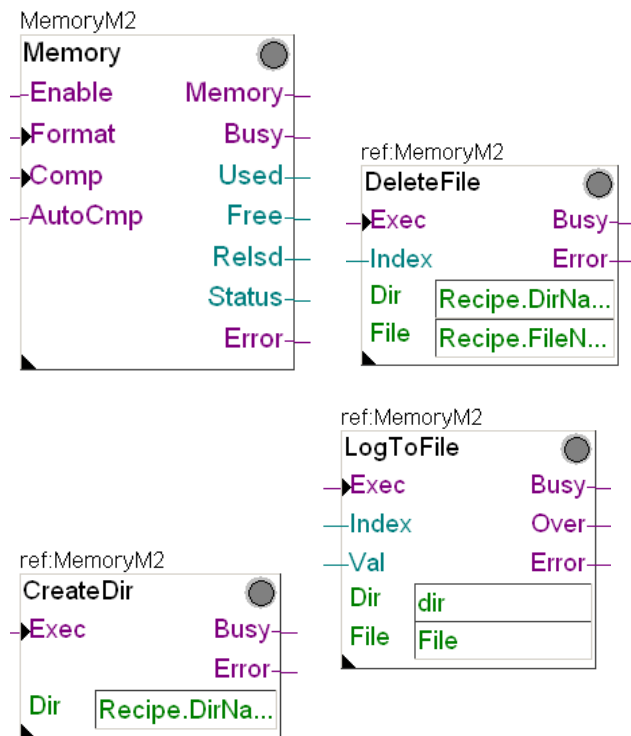 MemoryM2
Memory
Enable Memory
Format Busy
Comp Used
AutoCmp Free
Relsd
Status
Error
ref:MemoryM2
DeleteFile
Exec Busy
Index Error
Dir Recipe.DirNa...
File Recipe.FileN...
ref:MemoryM2
LogToFile
Exec Busy
Index Over
Val Error
Dir dir
File File
ref:MemoryM2
CreateDir
Exec Busy
Error
Dir Recipe.DirNa...